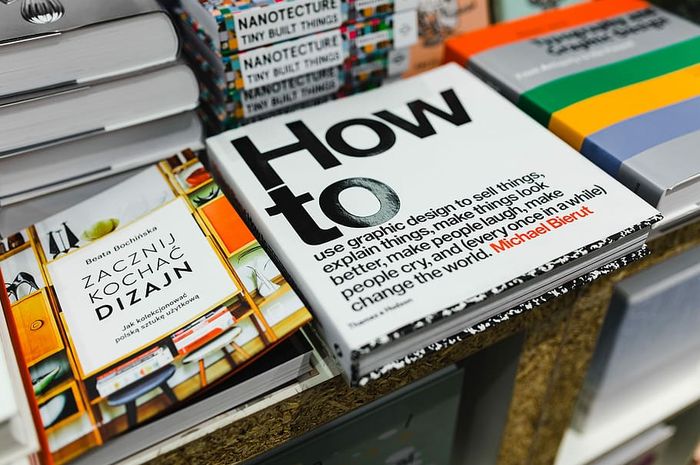 NANOTECTURE
TINY BUILT THINGS
NANOTECTURE
TINY BUILT THINGS
NANOTECTURE
TINY BUILT THINGS
How
to
use graphic design to sell things,
explain things, make things look
better, make people laugh, make
people cry, and (every once in a while)
change the world. Michael Bierut
Thames & Hudson
Beata Bochińska
ZACZNIJ
KOCHAĆ
DIZAJN
Jak kolekcjonować
polską sztukę użytkową